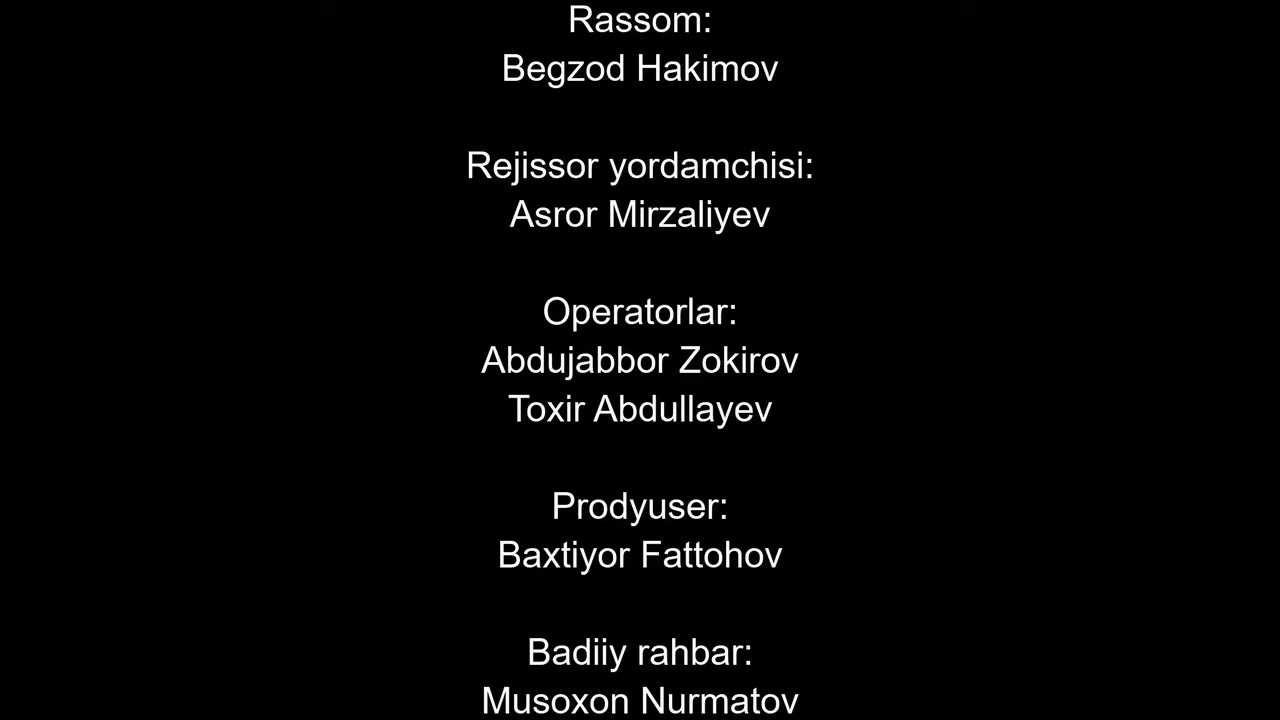 Rassom:
Begzod Hakimov
Rejissor yordamchisi:
Asror Mirzaliyev
Operatorlar:
Abdujabbor Zokirov
Toxir Abdullayev
Prodyuser:
Baxtiyor Fattohov
Badiiy rahbar:
Musoxon Nurmatov